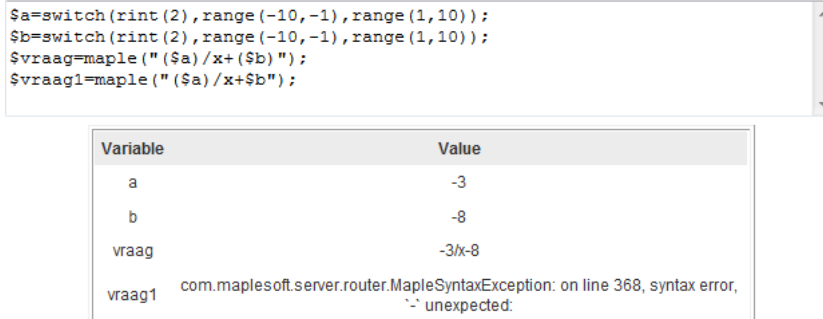 $a=switch(rint(2),range(-10,-1),range(1,10));
$b=switch(rint(2),range(-10,-1),range(1,10));
$vraag=maple("($a)/x+($b)");
$vraag1=maple("($a)/x+$b");
Variable Value
a -3
b -8
vraag -3/x-8
vraag1 com.maplesoft.server.router.MapleSyntaxException: on line 368, syntax error,
`-` unexpected: